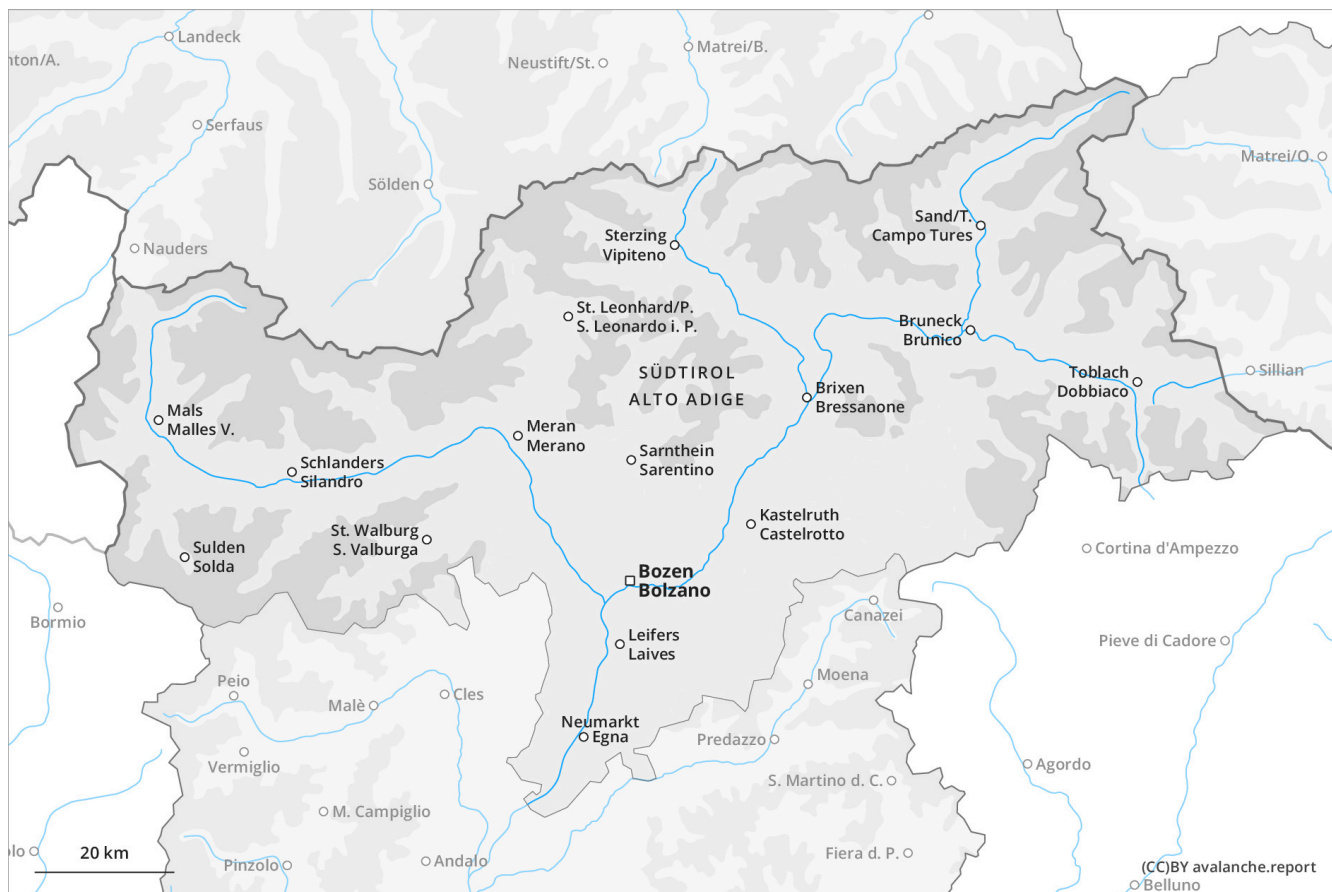 Landeck
nton/A.
Neustift/St.
Matrei/B.
Serfaus
Matrei/O.
Sölden
Sand/T.
Campo Tures
Nauders
Sterzing
Vipiteno
St. Leonhard/P.
S. Leonardo i. P.
Bruneck
Brunico
SÜDTIROL
ALTO ADIGE
Toblach
Dobbiaco
Sillian
Brixen
Bressanone
Mals
Malles V.
Meran
Merano
Sarnthein
Sarentino
Schlanders
Silandro
Kastelruth
Castelrotto
St. Walburg
S. Valburga
Sulden
Solda
Cortina d'Ampezzo
Bozen
Bolzano
Bormio
Canazei
Leifers
Laives
Pieve di Cadore
Moena
Peio
Malè
Cles
Neumarkt
Egna
Predazzo
Vermiglio
Agordo
S. Martino d. C.
M. Campiglio
olo
20 km
Pinzolo
Andalo
Fiera d. P.
(CC)BY avalanche.report
Belluno